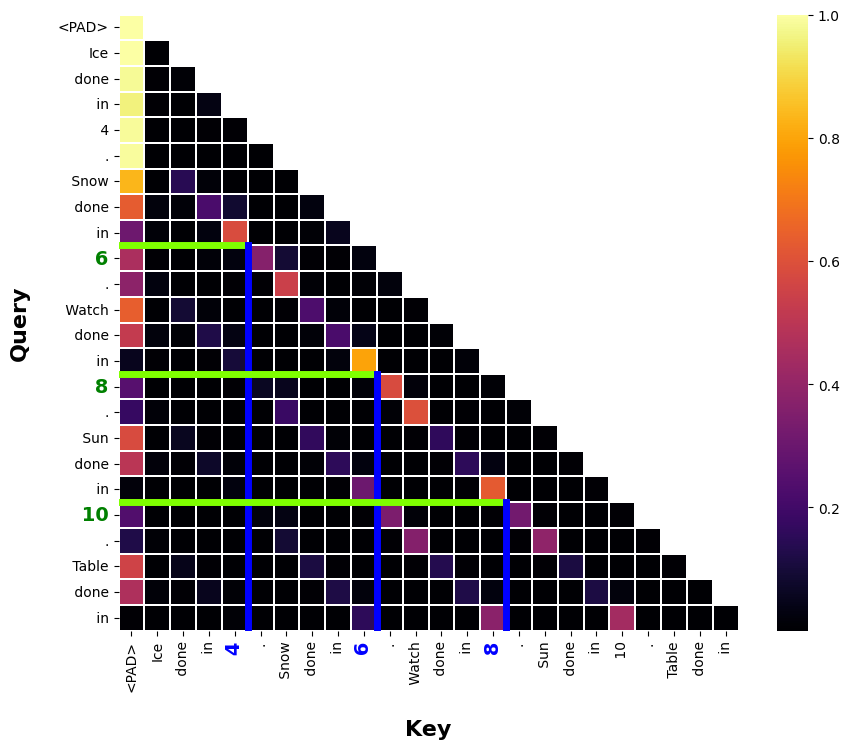 <PAD>
Ice
done
in
4
.
Snow
done
in
6
.
Watch
done
in
8
.
Sun
done
in
10
.
Table
done
in
Query
<PAD>
Ice
done
in
4
.
Snow
done
in
6
.
Watch
done
in
8
.
Sun
done
in
10
.
Table
done
in
Key
1.0
0.8
0.6
0.4
0.2